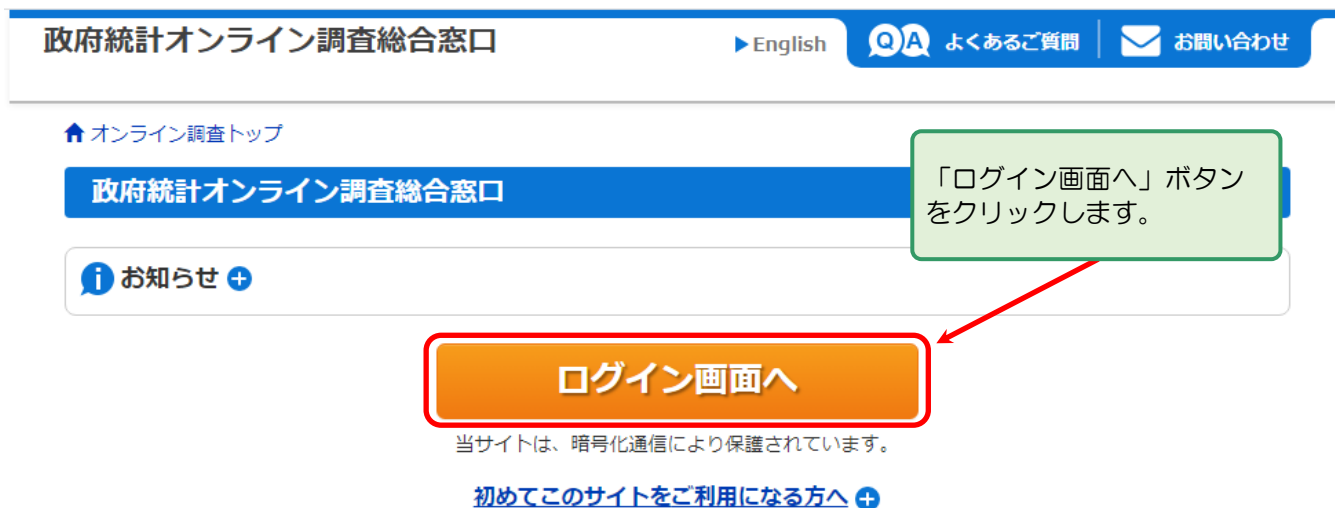 政府統計オンライン調査総合窓口
▶English
QA よくあるご質問
お問い合わせ
オンライン調査トップ
政府統計オンライン調査総合窓口
「ログイン画面へ」ボタン
をクリックします。
お知らせ
ログイン画面へ
当サイトは、暗号化通信により保護されています。
初めてこのサイトをご利用になる方へ